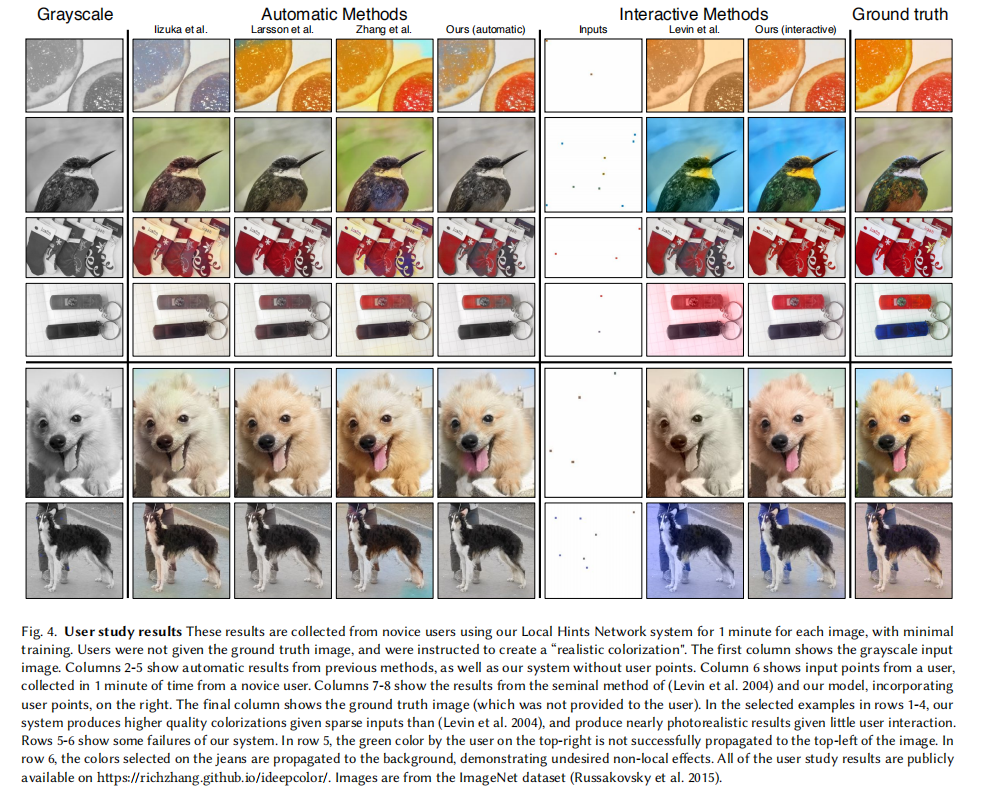 Grayscale Automatic Methods Interactive Methods Ground truth
Iizuka et al. Larsson et al. Zhang et al. Ours (automatic) Inputs Levin et al. Ours (interactive)
Fig. 4. User study results These results are collected from novice users using our Local Hints Network system for 1 minute for each image, with minimal
training. Users were not given the ground truth image, and were instructed to create a “realistic colorization". The first column shows the grayscale input
image. Columns 2-5 show automatic results from previous methods, as well as our system without user points. Column 6 shows input points from a user,
collected in 1 minute of time from a novice user. Columns 7-8 show the results from the seminal method of (Levin et al. 2004) and our model, incorporating
user points, on the right. The final column shows the ground truth image (which was not provided to the user). In the selected examples in rows 1-4, our
system produces higher quality colorizations given sparse inputs than (Levin et al. 2004), and produce nearly photorealistic results given little user interaction.
Rows 5-6 show some failures of our system. In row 5, the green color by the user on the top-right is not successfully propagated to the top-left of the image. In
row 6, the colors selected on the jeans are propagated to the background, demonstrating undesired non-local effects. All of the user study results are publicly
available on https://richzhang.github.io/ideepcolor/. Images are from the ImageNet dataset (Russakovsky et al. 2015).